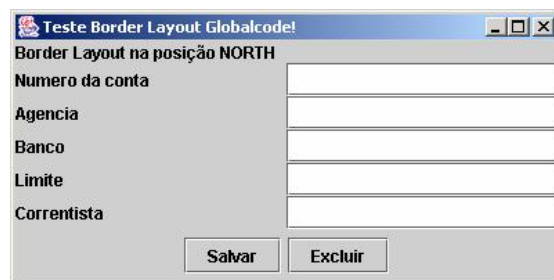 Teste Border Layout Globalcode!
Border Layout na posição NORTH
Numero da conta
Agencia
Banco
Limite
Correntista
Salvar Excluir